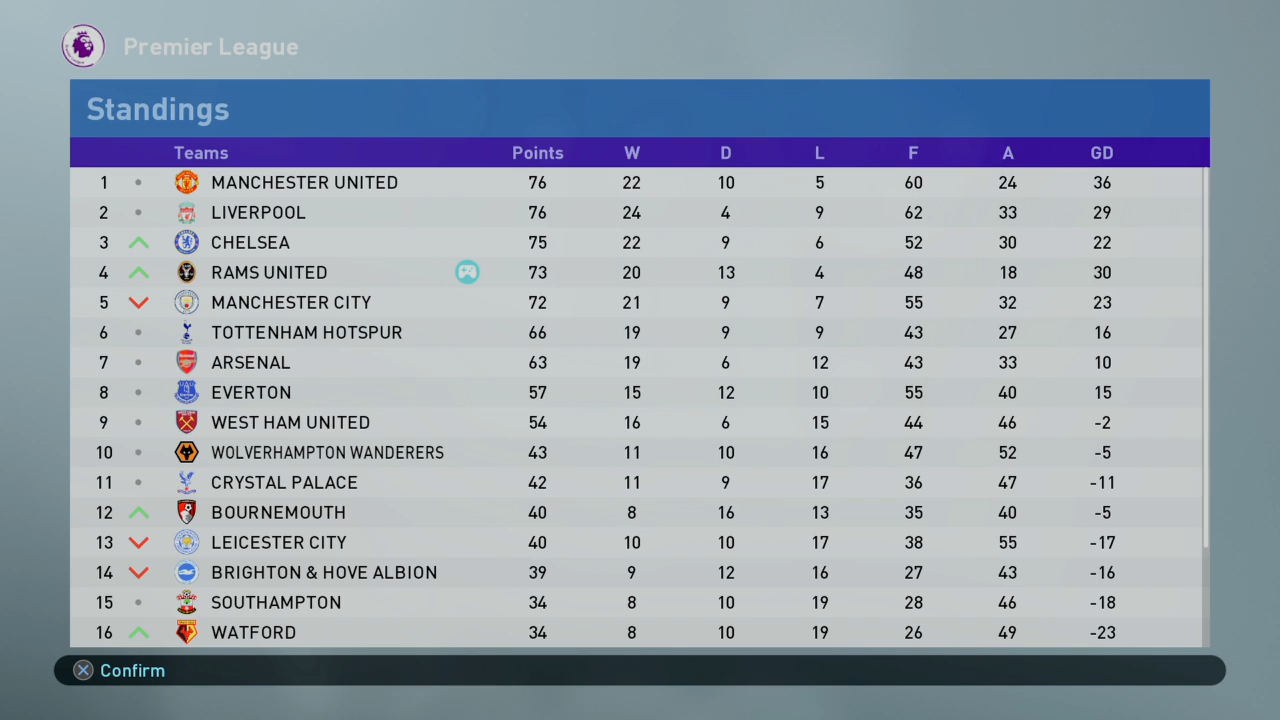 Premier League
Standings
Teams Points W D L F A GD
1 MANCHESTER UNITED 76 22 10 5 60 24 36
2 LIVERPOOL 76 24 4 9 62 33 29
3 CHELSEA 75 22 9 6 52 30 22
4 RAMS UNITED 73 20 13 4 48 18 30
5 MANCHESTER CITY 72 21 9 7 55 32 23
6 TOTTENHAM HOTSPUR 66 19 9 9 43 27 16
7 ARSENAL 63 19 6 12 43 33 10
8 EVERTON 57 15 12 10 55 40 15
9 WEST HAM UNITED 54 16 6 15 44 46 -2
10 WOLVERHAMPTON WANDERERS 43 11 10 16 47 52 -5
11 CRYSTAL PALACE 42 11 9 17 36 47 -11
12 BOURNEMOUTH 40 8 16 13 35 40 -5
13 LEICESTER CITY 40 10 10 17 38 55 -17
14 BRIGHTON & HOVE ALBION 39 9 12 16 27 43 -16
15 SOUTHAMPTON 34 8 10 19 28 46 -18
16 WATFORD 34 8 10 19 26 49 -23
Confirm